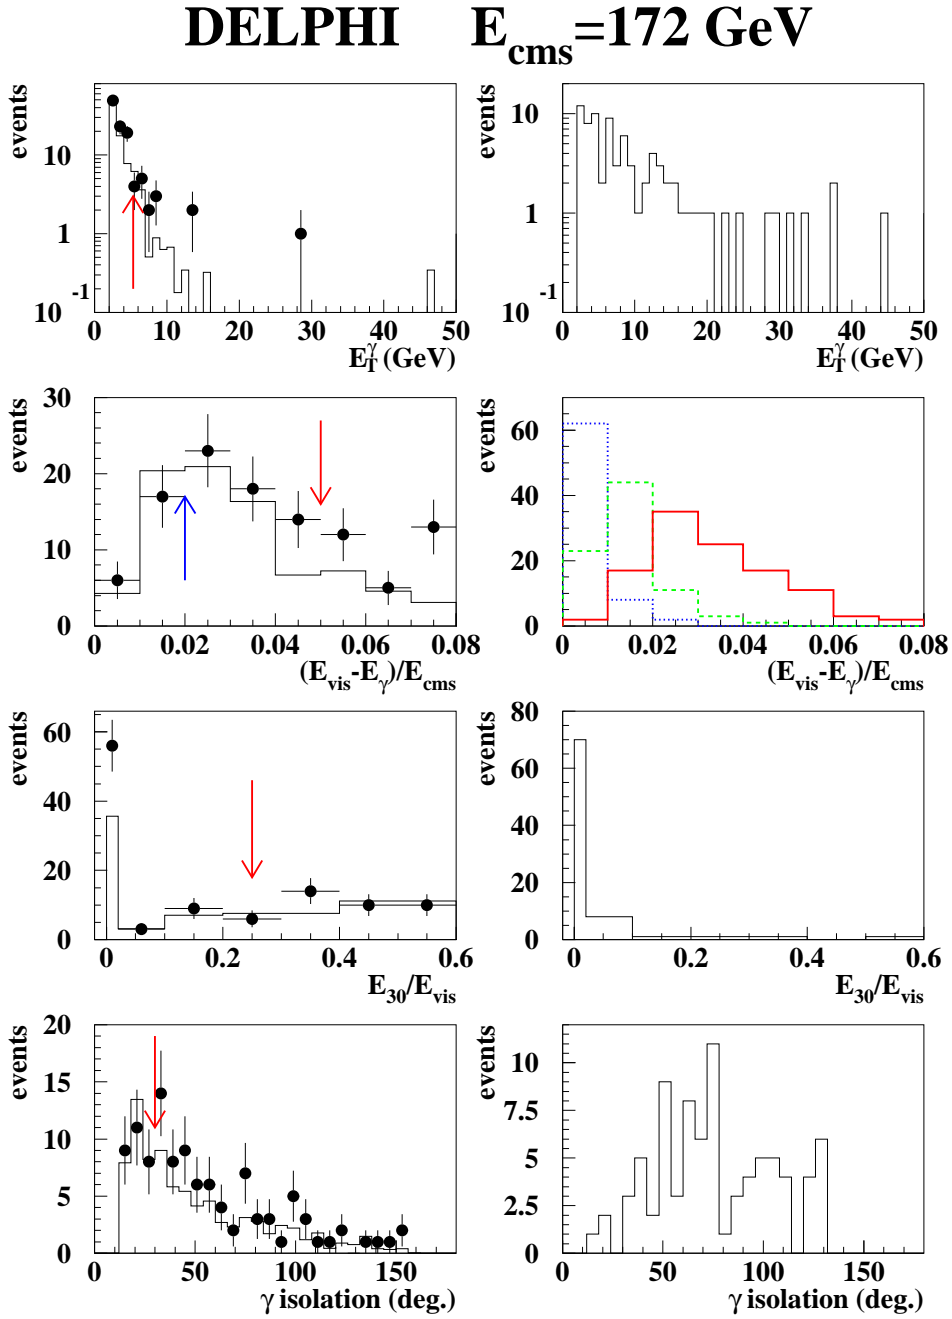 DELPHI E_cms=172 GeV
events
10
1
10^-1
0 10 20 30 40 50
E_T^γ (GeV)
events
10
1
10^-1
0 10 20 30 40 50
E_T^γ (GeV)
events
30
20
10
0
0 0.02 0.04 0.06 0.08
(E_vis-E_γ)/E_cms
events
60
40
20
0
0 0.02 0.04 0.06 0.08
(E_vis-E_γ)/E_cms
events
60
40
20
0
0 0.2 0.4 0.6
E_30/E_vis
events
80
60
40
20
0
0 0.2 0.4 0.6
E_30/E_vis
events
20
15
10
5
0
0 50 100 150
γ isolation (deg.)
events
10
7.5
5
2.5
0
0 50 100 150
γ isolation (deg.)